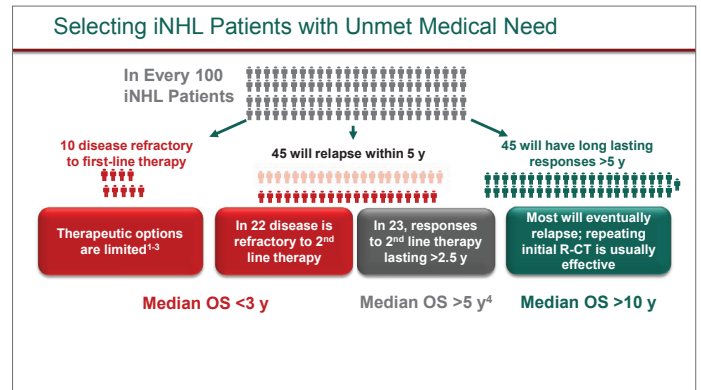 Selecting iNHL Patients with Unmet Medical Need
In Every 100
iNHL Patients
10 disease refractory
to first-line therapy
45 will relapse within 5 y
45 will have long lasting
responses >5 y
Therapeutic options
are limited1-3
In 22 disease is
refractory to 2nd
line therapy
In 23, responses
to 2nd line therapy
lasting >2.5 y
Most will eventually
relapse; repeating
initial R-CT is usually
effective
Median OS <3 y
Median OS >5 y4
Median OS >10 y